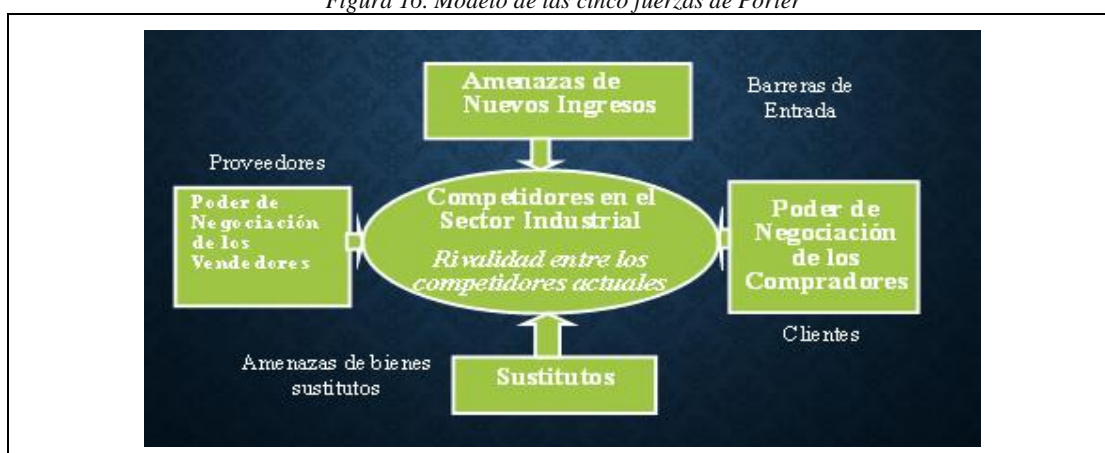 Figura 16. Modelo de las cinco fuerzas de Porter
Amenazas de
Nuevos Ingresos
Barreras de
Entrada
Proveedores
Poder de
Negociación
de los
Vendedores
Competidores en el
Sector Industrial
Rivalidad entre los
competidores actuales
Poder de
Negociación
de los
Compradores
Clientes
Amenazas de bienes
sustitutos
Sustitutos